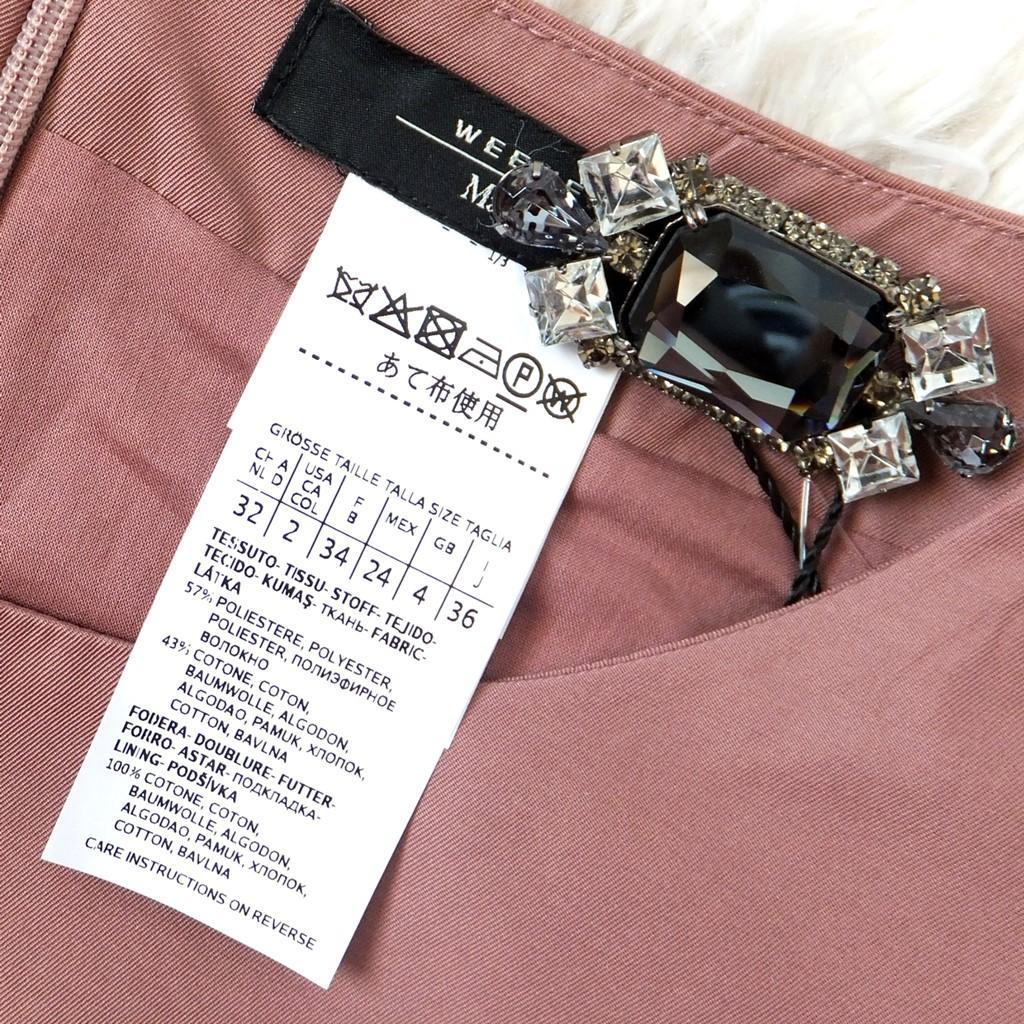 1/3
あて布使用
GRÖSSE TAILLE TALLA SIZE TAGLIA
CH A NL D USA CA COL F B MEX GB I J
32 2 34 24 4 36
TESSUTO- TISSU- STOFF- TEJIDO-
TECIDO- KUMAŞ- ТКАНЬ- FABRIC-
LÁTKA
57% POLIESTERE, POLYESTER,
POLIESTER, ПОЛИЭФИРНОЕ
ВОЛОКНО
43% COTONE, COTON,
BAUMWOLLE, ALGODON,
ALGODAO, PAMUK, ХЛОПОК,
COTTON, BAVLNA
FODERA- DOUBLURE- FUTTER-
FORRO- ASTAR- ПОДКЛАДКА-
LINING- PODŠÍVKA
100% COTONE, COTON,
BAUMWOLLE, ALGODON,
ALGODAO, PAMUK, ХЛОПОК,
COTTON, BAVLNA
CARE INSTRUCTIONS ON REVERSE